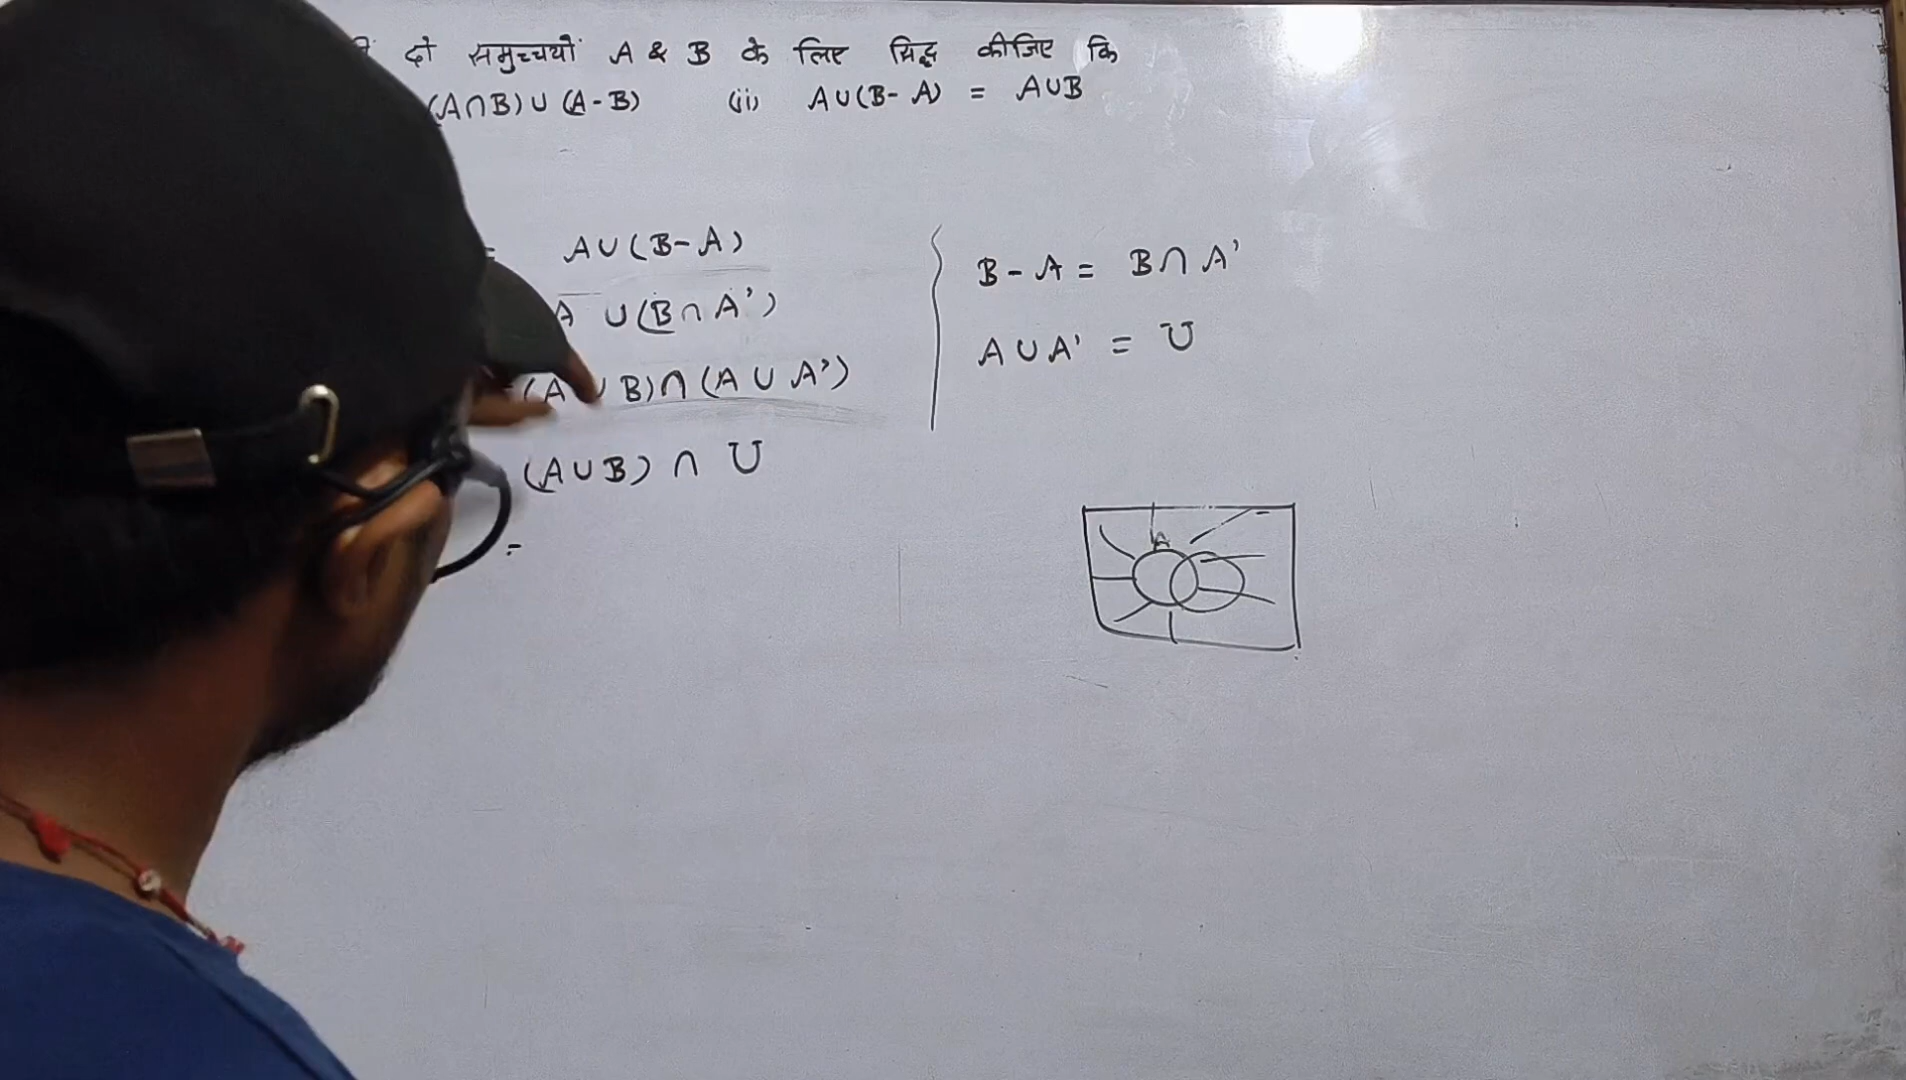 दो समुच्चयों A & B के लिए सिद्ध कीजिए कि
(A∩B)∪(A-B) (ii) A∪(B-A) = A∪B
= A∪(B-A)
A ∪(B∩A')
(A∪B)∩(A∪A')
(A∪B) ∩ U
=
B-A = B∩A'
A∪A' = U
A